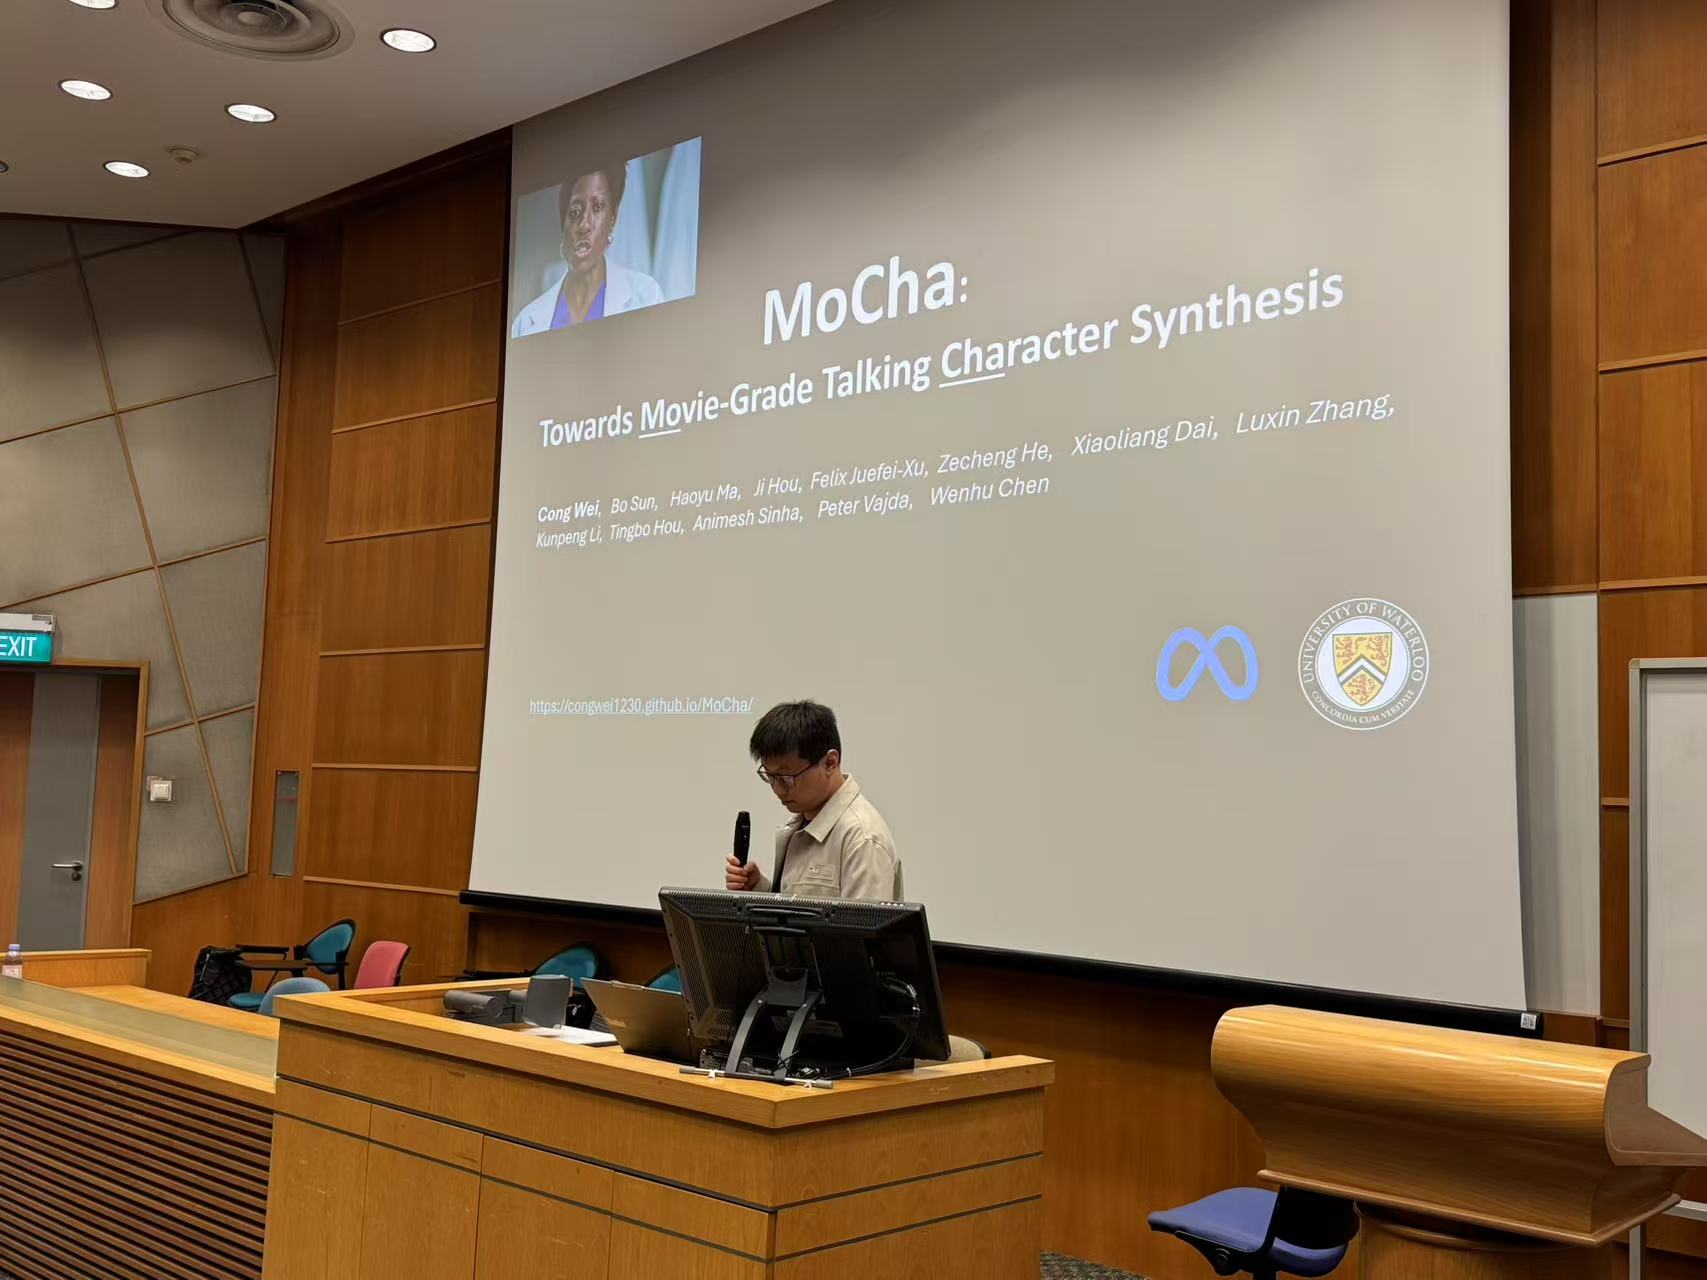 MoCha:
Towards Movie-Grade Talking Character Synthesis
Cong Wei, Bo Sun, Haoyu Ma, Ji Hou, Felix Juefei-Xu, Zecheng He, Xiaoliang Dai, Luxin Zhang,
Kunpeng Li, Tingbo Hou, Animesh Sinha, Peter Vajda, Wenhu Chen
UNIVERSITY OF WATERLOO
CONCORDIA CUM VERITATE
EXIT
https://congwei1230.github.io/MoCha/